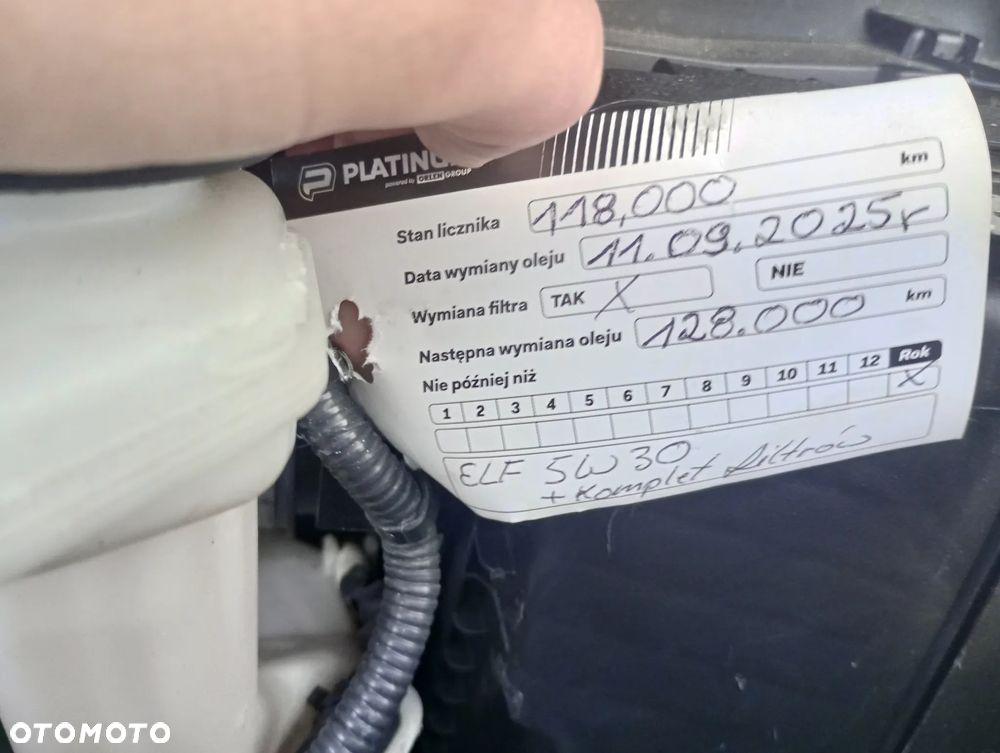 PLATINU
powered by ORLEN GROUP
Stan licznika 118,000 km
Data wymiany oleju 11.09.2025r
Wymiana filtra TAK X NIE
Następna wymiana oleju 128.000 km
Nie później niż
1 2 3 4 5 6 7 8 9 10 11 12 Rok
X
ELF 5W30
+ Komplet filtrów
OTOMOTO